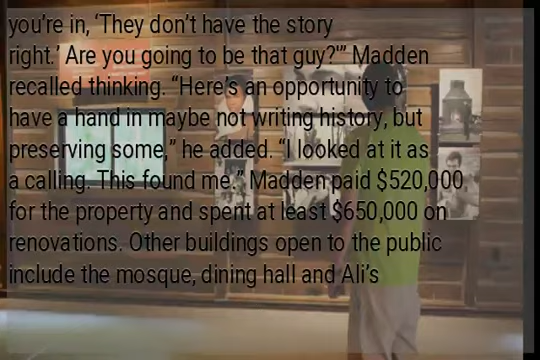 you're in, 'They don't have the story
right.' Are you going to be that guy?'" Madden
recalled thinking. "Here's an opportunity to
have a hand in maybe not writing history, but
preserving some," he added. "I looked at it as
a calling. This found me." Madden paid $520,000
for the property and spent at least $650,000 on
renovations. Other buildings open to the public
include the mosque, dining hall and Ali's